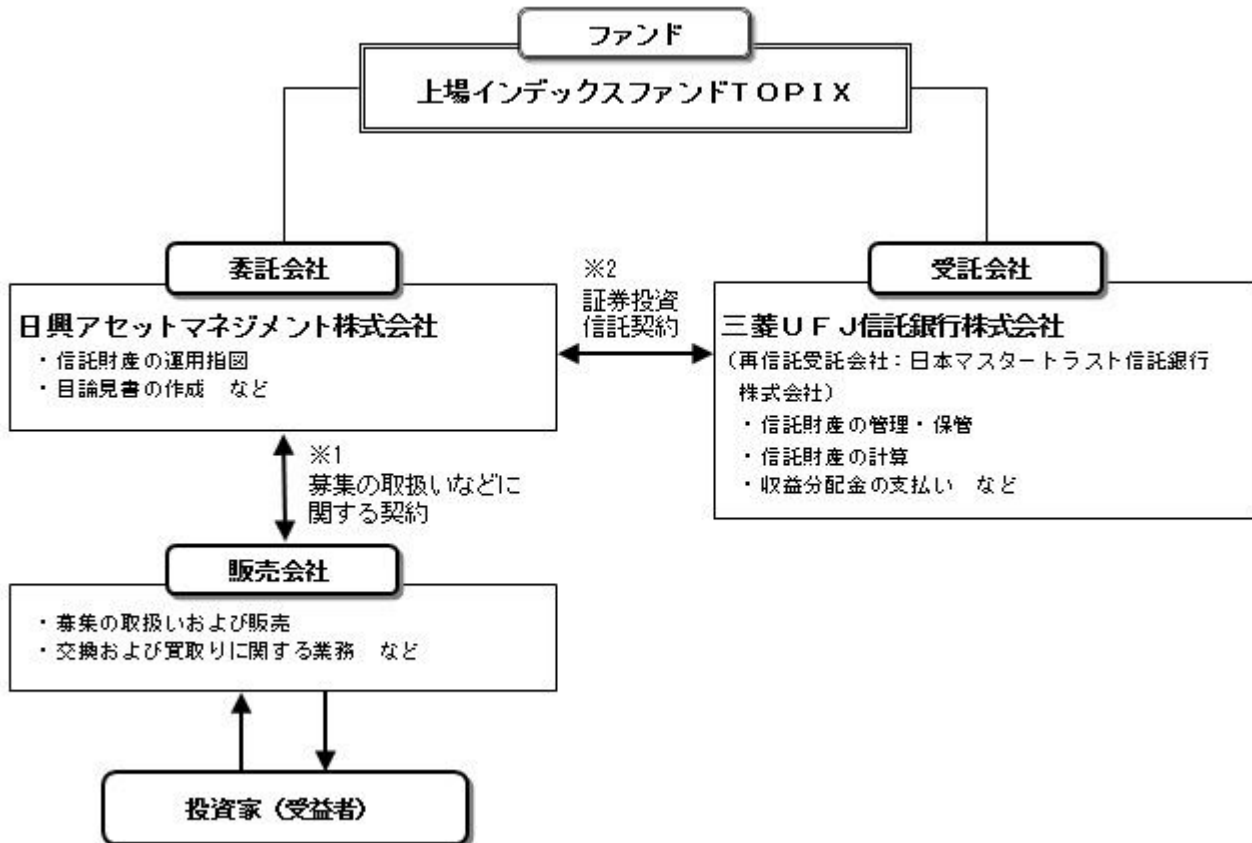 ファンド
上場インデックスファンドTOPIX
委託会社
日興アセットマネジメント株式会社
・信託財産の運用指図
・目論見書の作成　など
※2
証券投資
信託契約
受託会社
三菱UFJ信託銀行株式会社
（再信託受託会社：日本マスタートラスト信託銀行
株式会社）
・信託財産の管理・保管
・信託財産の計算
・収益分配金の支払い　など
※1
募集の取扱いなどに
関する契約
販売会社
・募集の取扱いおよび販売
・交換および買取りに関する業務　など
投資家（受益者）